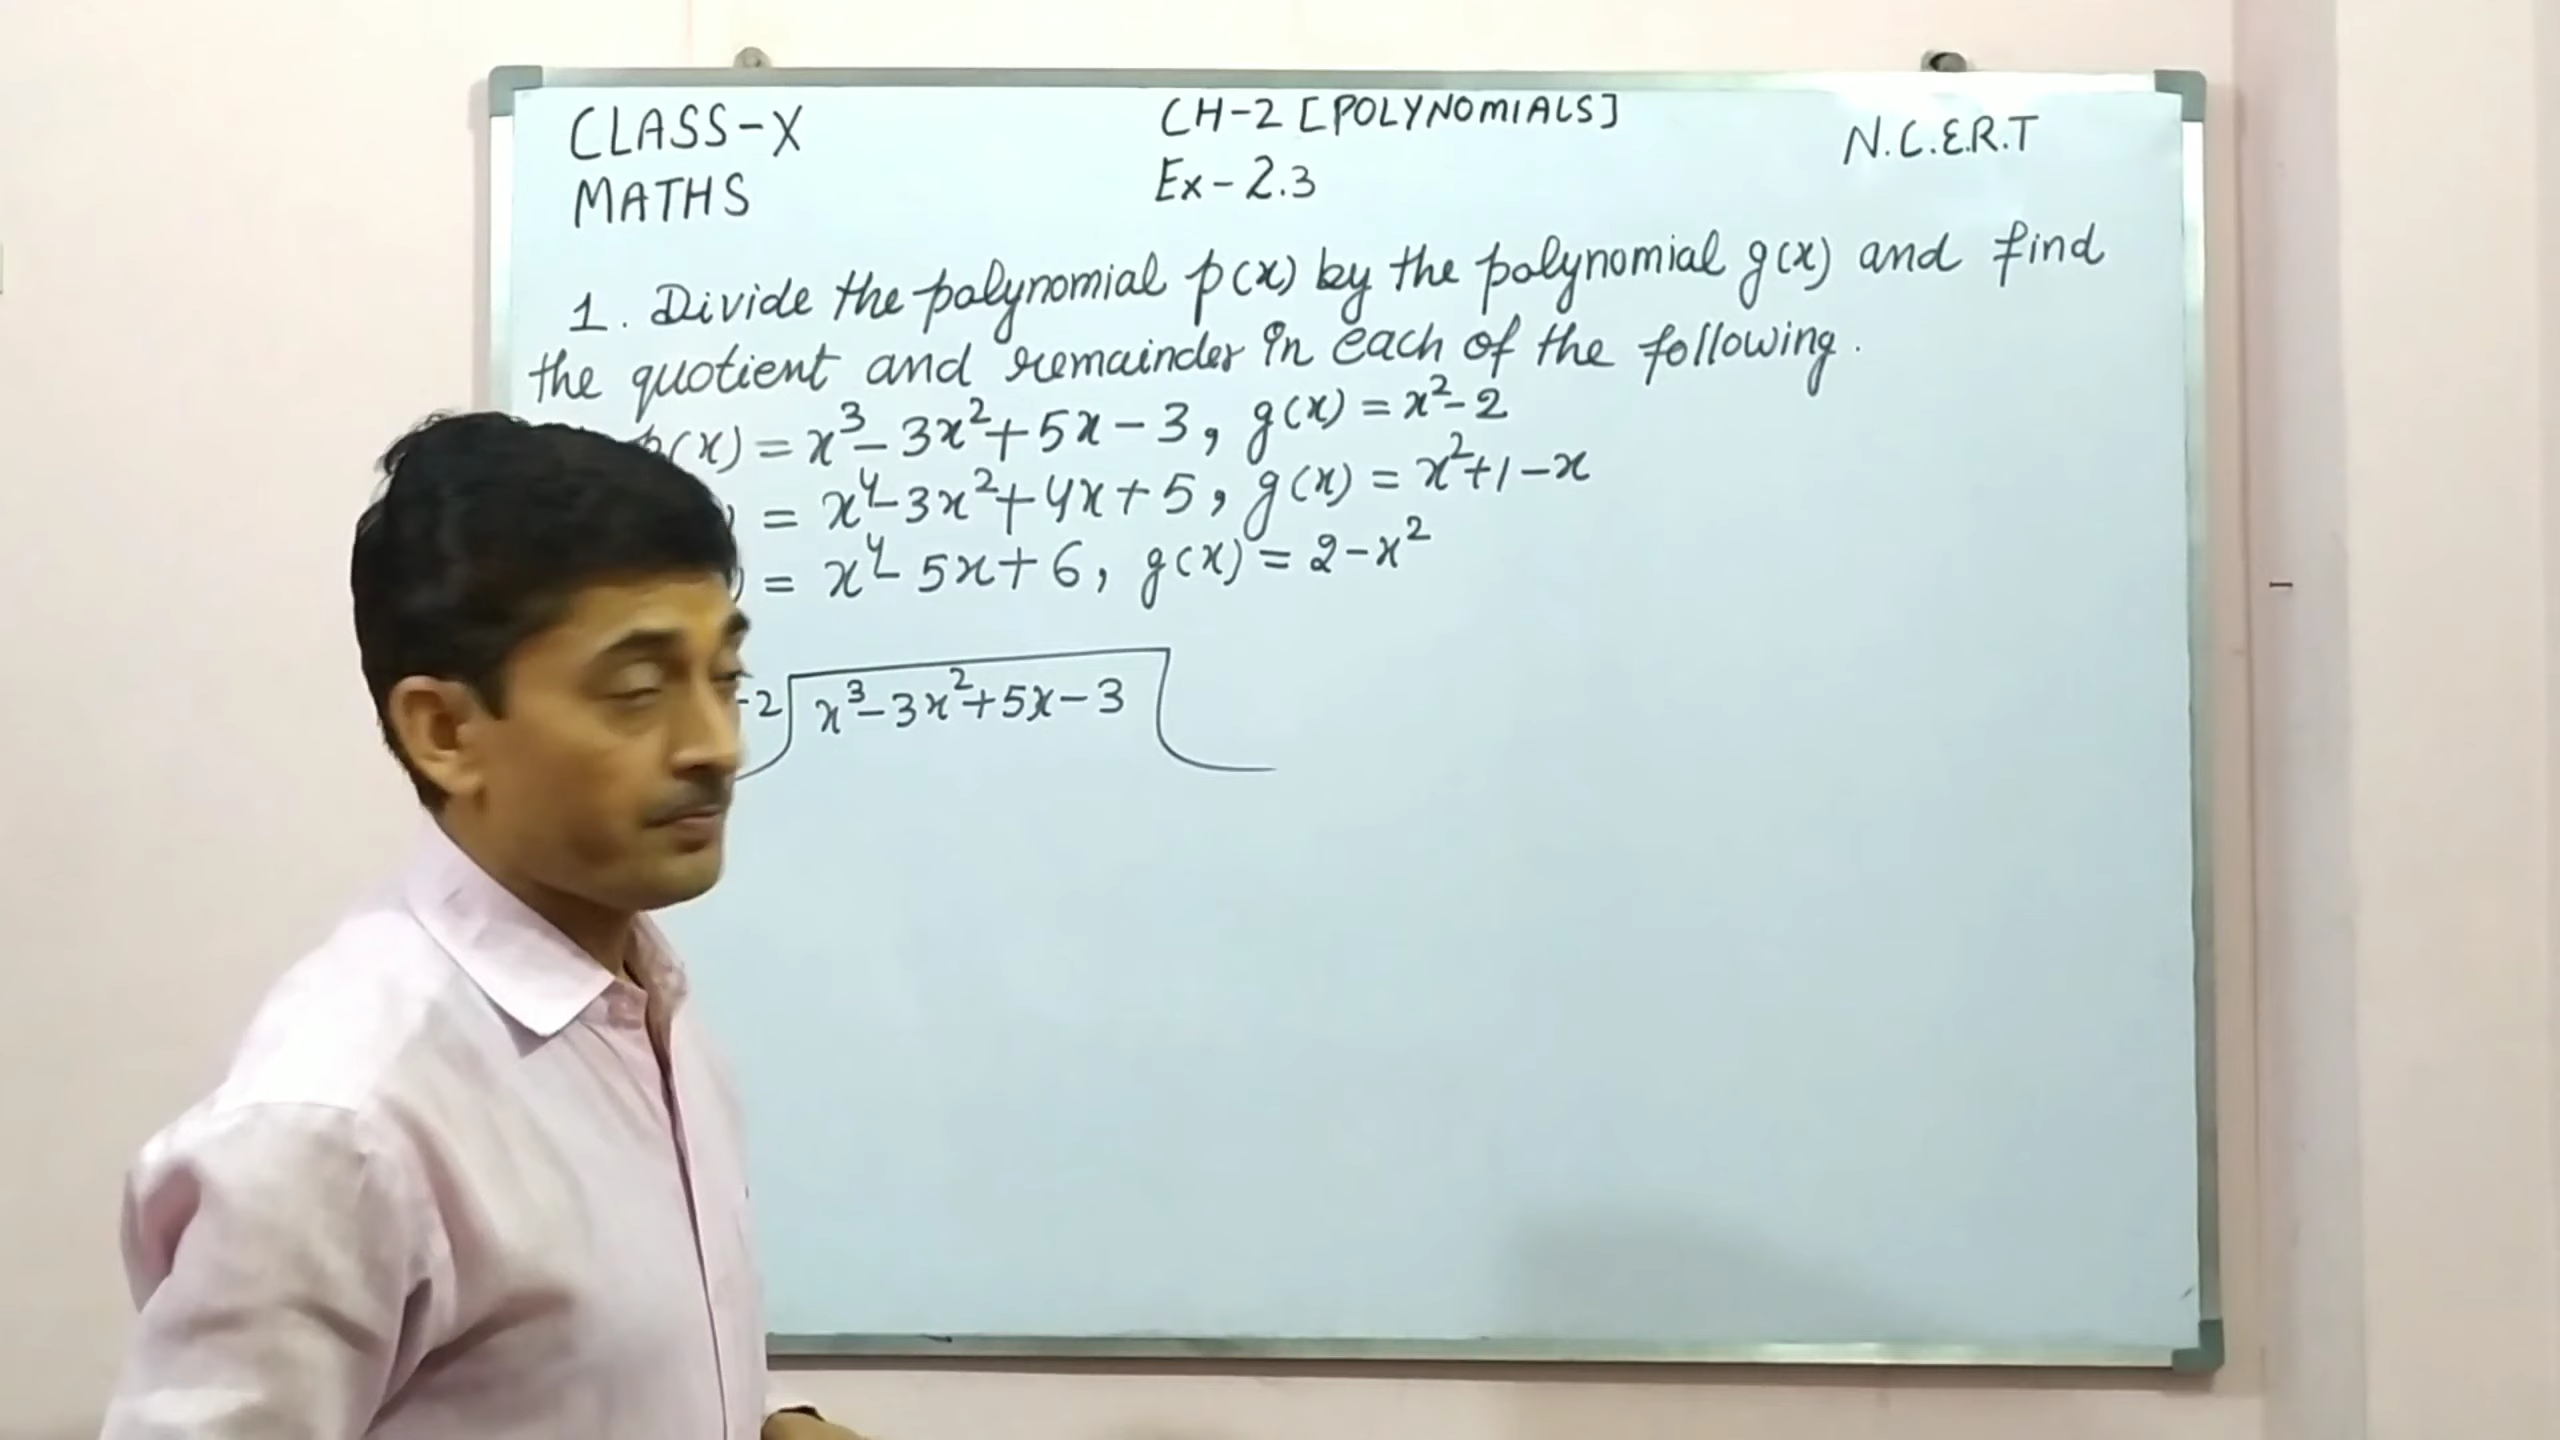 CLASS-X
MATHS
CH-2 [POLYNOMIALS]
Ex-2.3
N.C.E.R.T
1. Divide the polynomial p(x) by the polynomial g(x) and find
the quotient and remainder in each of the following.
p(x) = x³-3x²+5x-3, g(x) = x²-2
) = x⁴-3x²+4x+5, g(x) = x²+1-x
) = x⁴-5x+6, g(x) = 2-x²
-2 x³-3x²+5x-3